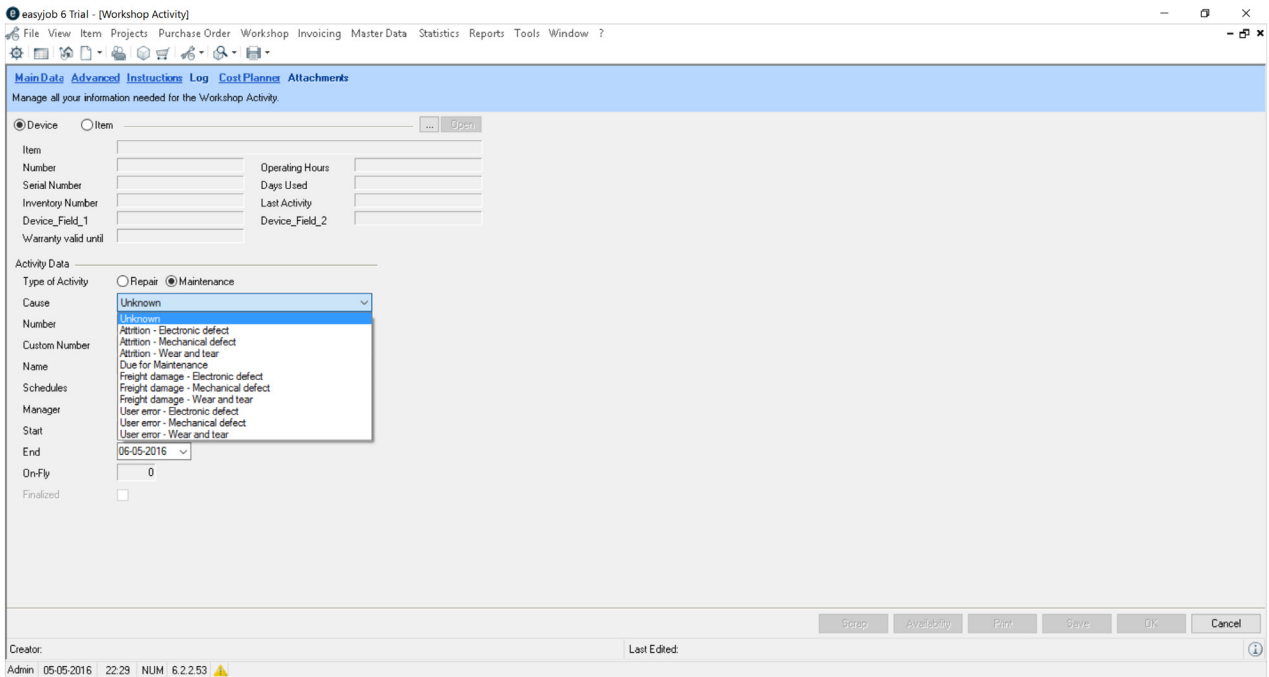 easyjob 6 Trial - [Workshop Activity]
File View Item Projects Purchase Order Workshop Invoicing Master Data Statistics Reports Tools Window ?
Main Data Advanced Instructions Log Cost Planner Attachments
Manage all your information needed for the Workshop Activity.
Device Item ... Open
Item
Number Operating Hours
Serial Number Days Used
Inventory Number Last Activity
Device_Field_1 Device_Field_2
Warranty valid until
Activity Data
Type of Activity Repair Maintenance
Cause Unknown
Unknown
Number
Attrition - Electronic defect
Attrition - Mechanical defect
Custom Number
Attrition - Wear and tear
Name Due for Maintenance
Freight damage - Electronic defect
Schedules Freight damage - Mechanical defect
Freight damage - Wear and tear
Manager User error - Electronic defect
User error - Mechanical defect
Start
User error - Wear and tear
End 06-05-2016
On-Fly 0
Finalized
Scrap Availability Print Save OK Cancel
Creator: Last Edited:
Admin 05-05-2016 22:29 NUM 6.2.2.53